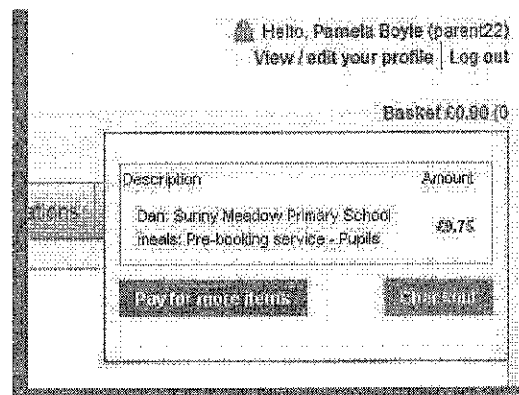 Hello, Pamela Boyle (parent22)
View / edit your profile Log out
Basket £0.00 (0
Description Amount
Dan: Sunny Meadow Primary School £9.75
meals: Pre-booking service - Pupils
Pay for more items Checkout